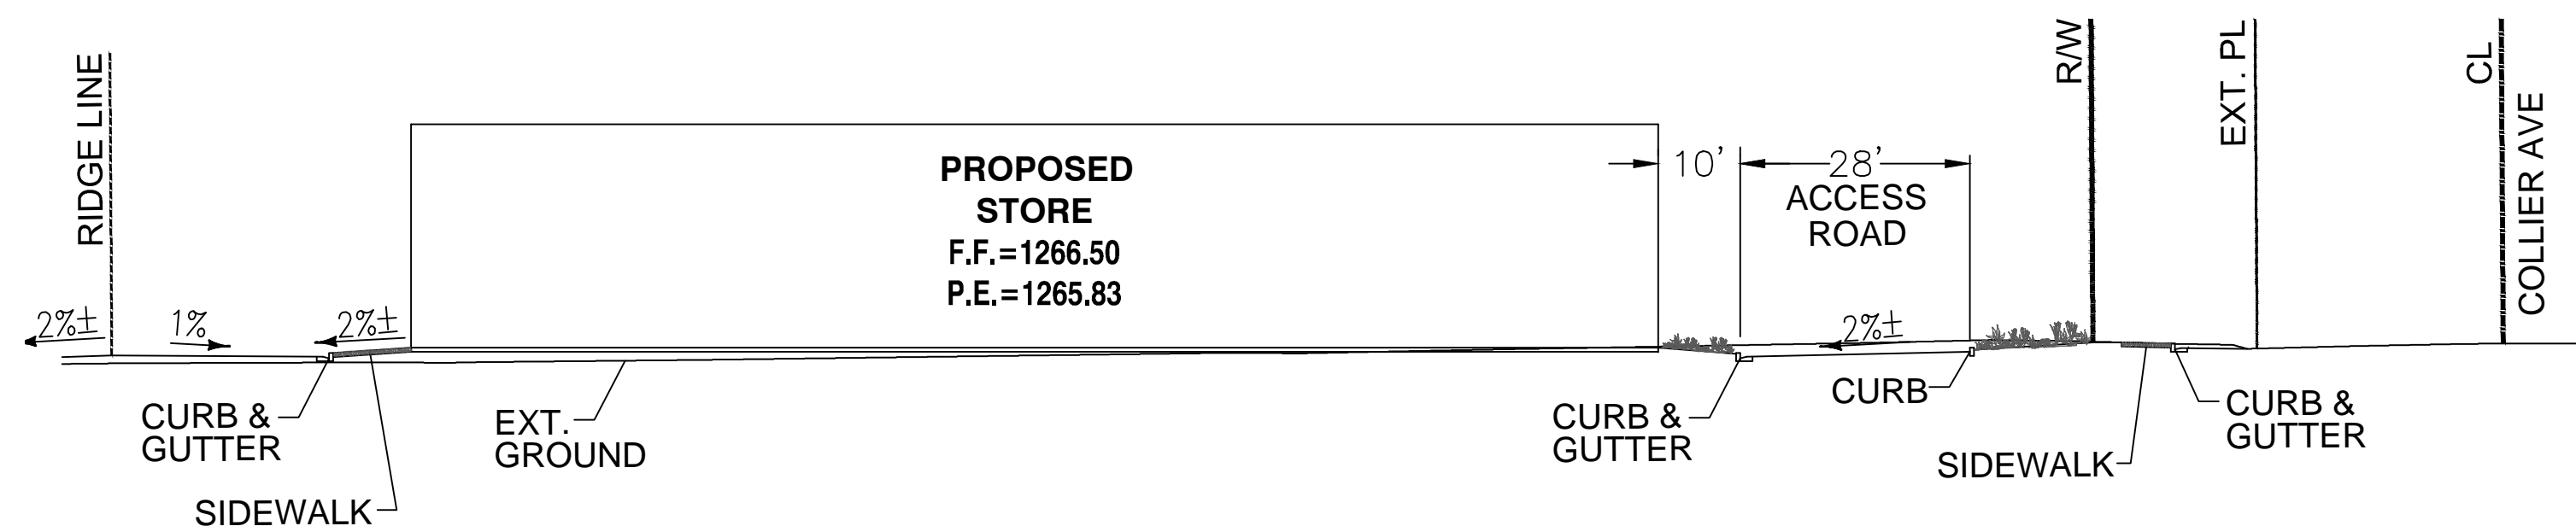 RIDGE LINE
2%±
1%
2%±
CURB &
GUTTER
SIDEWALK
EXT.
GROUND
PROPOSED
STORE
F.F.=1266.50
P.E.=1265.83
10'
28'
ACCESS
ROAD
2%±
CURB &
GUTTER
CURB
R/W
EXT. PL
CL
COLLIER AVE
SIDEWALK
CURB &
GUTTER